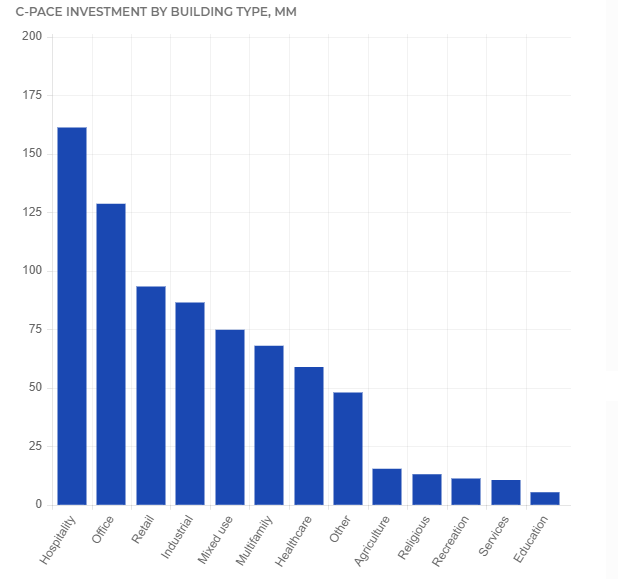 C-PACE INVESTMENT BY BUILDING TYPE, MM
200
175
150
125
100
75
50
25
0
Hospitality
Office
Retail
Industrial
Mixed use
Multifamily
Healthcare
Other
Agriculture
Religious
Recreation
Services
Education